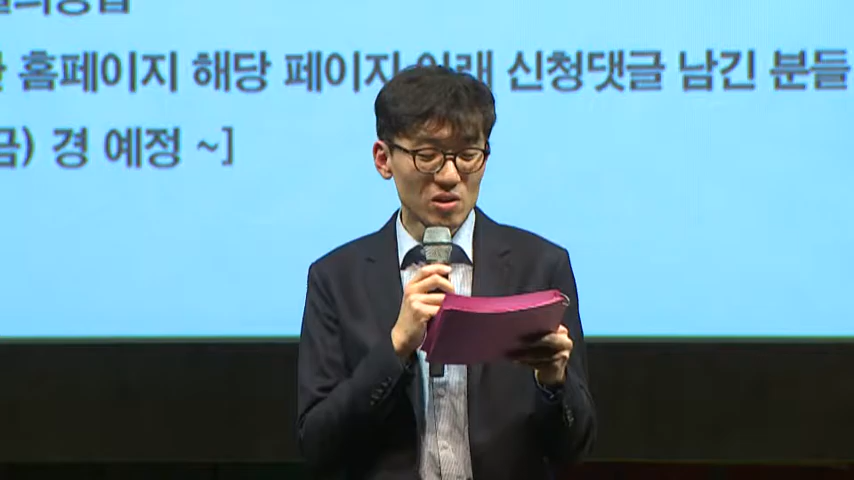 홈페이지 해당 페이지 아래 신청댓글 남긴 분들
금) 경 예정 ~]